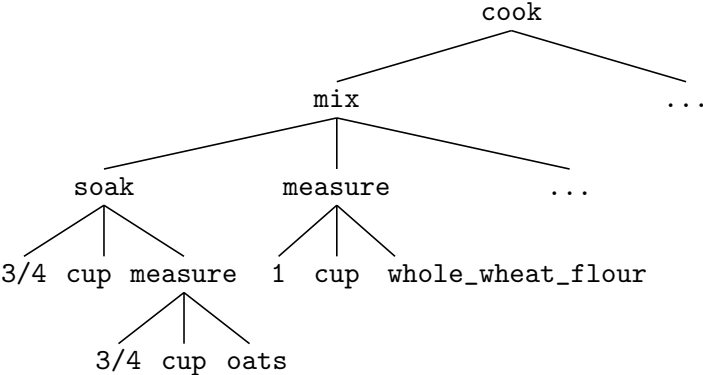 cook
mix ...
soak measure ...
3/4 cup measure 1 cup whole_wheat_flour
3/4 cup oats